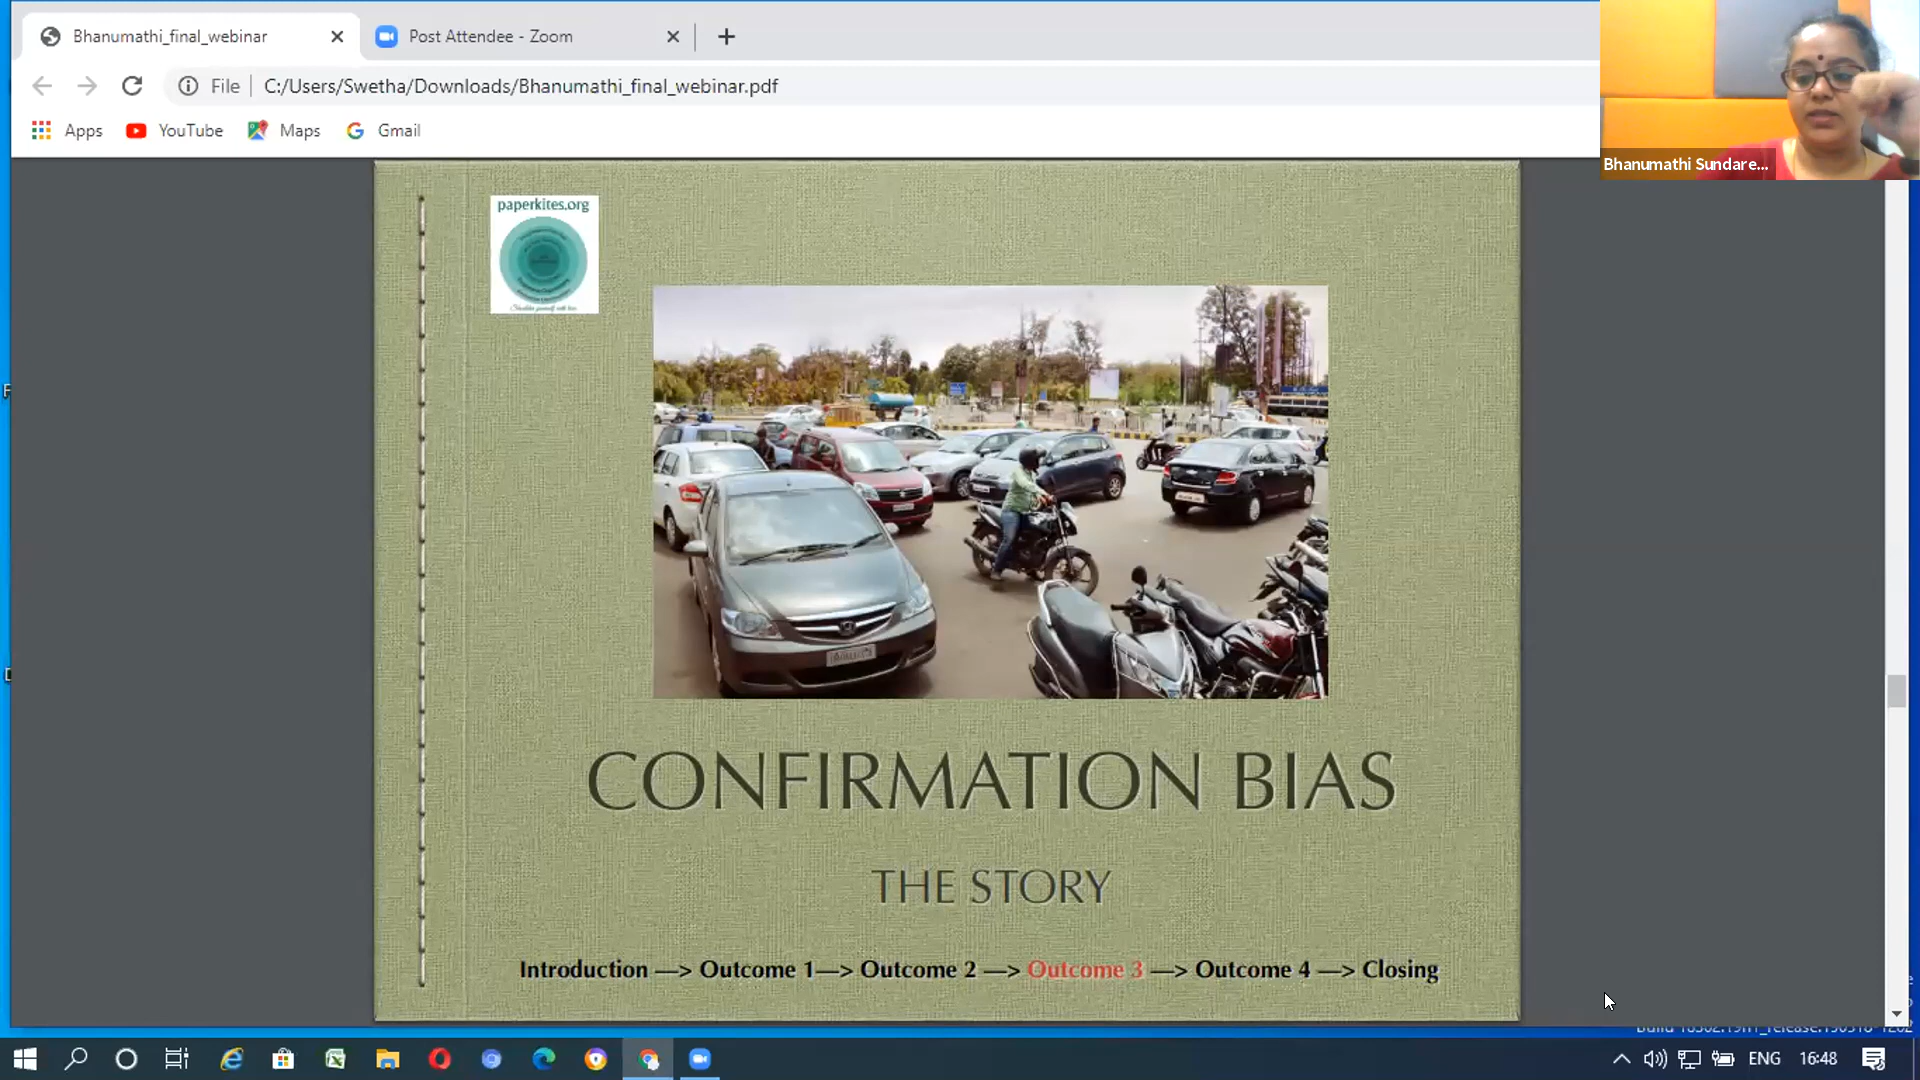 Bhanumathi_final_webinar
Post Attendee - Zoom
File
C:/Users/Swetha/Downloads/Bhanumathi_final_webinar.pdf
Apps
YouTube
Maps
Gmail
Bhanumathi Sundare...
paperkites.org
CONFIRMATION BIAS
THE STORY
Introduction —> Outcome 1—> Outcome 2 —> Outcome 3 —> Outcome 4 —> Closing
ENG
16:48